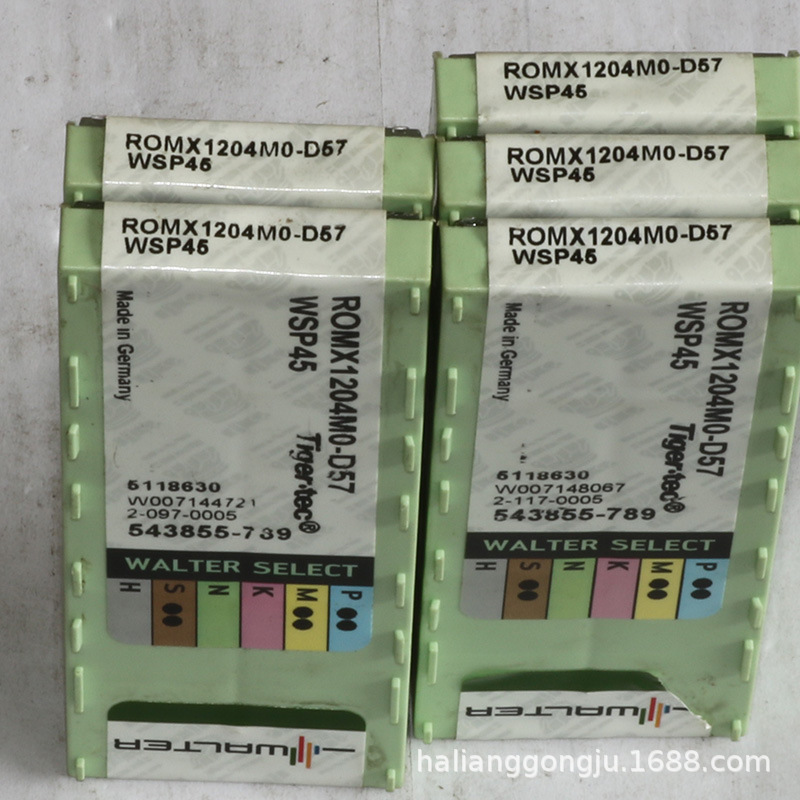 ROMX1204M0-D57
WSP45
ROMX1204M0-D57
WSP45
ROMX1204M0-D57
WSP45
ROMX1204M0-D57
WSP45
ROMX1204M0-D57
WSP45
ROMX1204M0-D57
WSP45
Made in Germany
Tiger·tec®
5118630
W007144721
2-097-0005
543855-789
WALTER SELECT
H S N K M P
WALTER
ROMX1204M0-D57
WSP45
Made in Germany
Tiger·tec®
5118630
W007148067
2-117-0005
543855-789
WALTER SELECT
H S N K M P
WALTER
halianggongju.1688.com